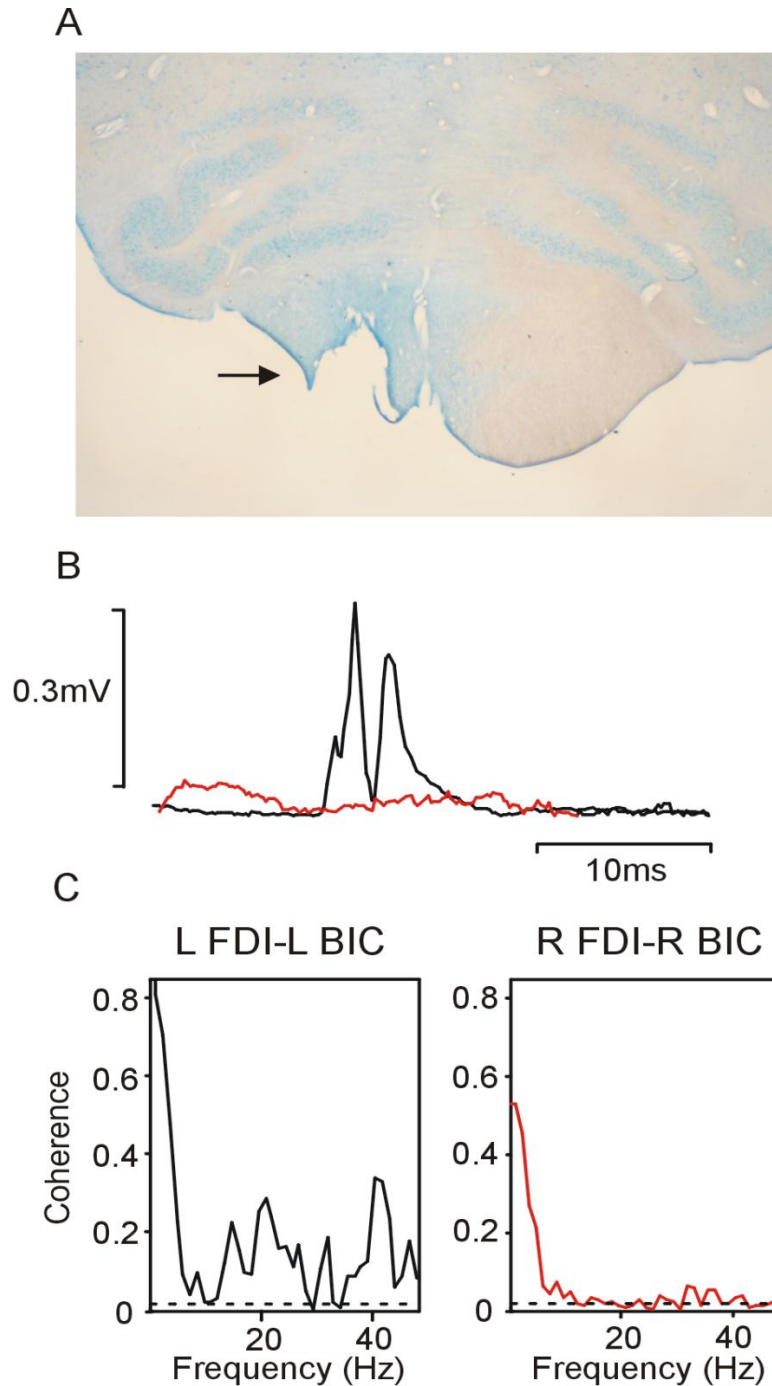 A
B
0.3mV
10ms
C
L FDI-L BIC
R FDI-R BIC
Coherence
0.8
0.6
0.4
0.2
0
20
40
Frequency (Hz)
0.8
0.6
0.4
0.2
0
20
40
Frequency (Hz)